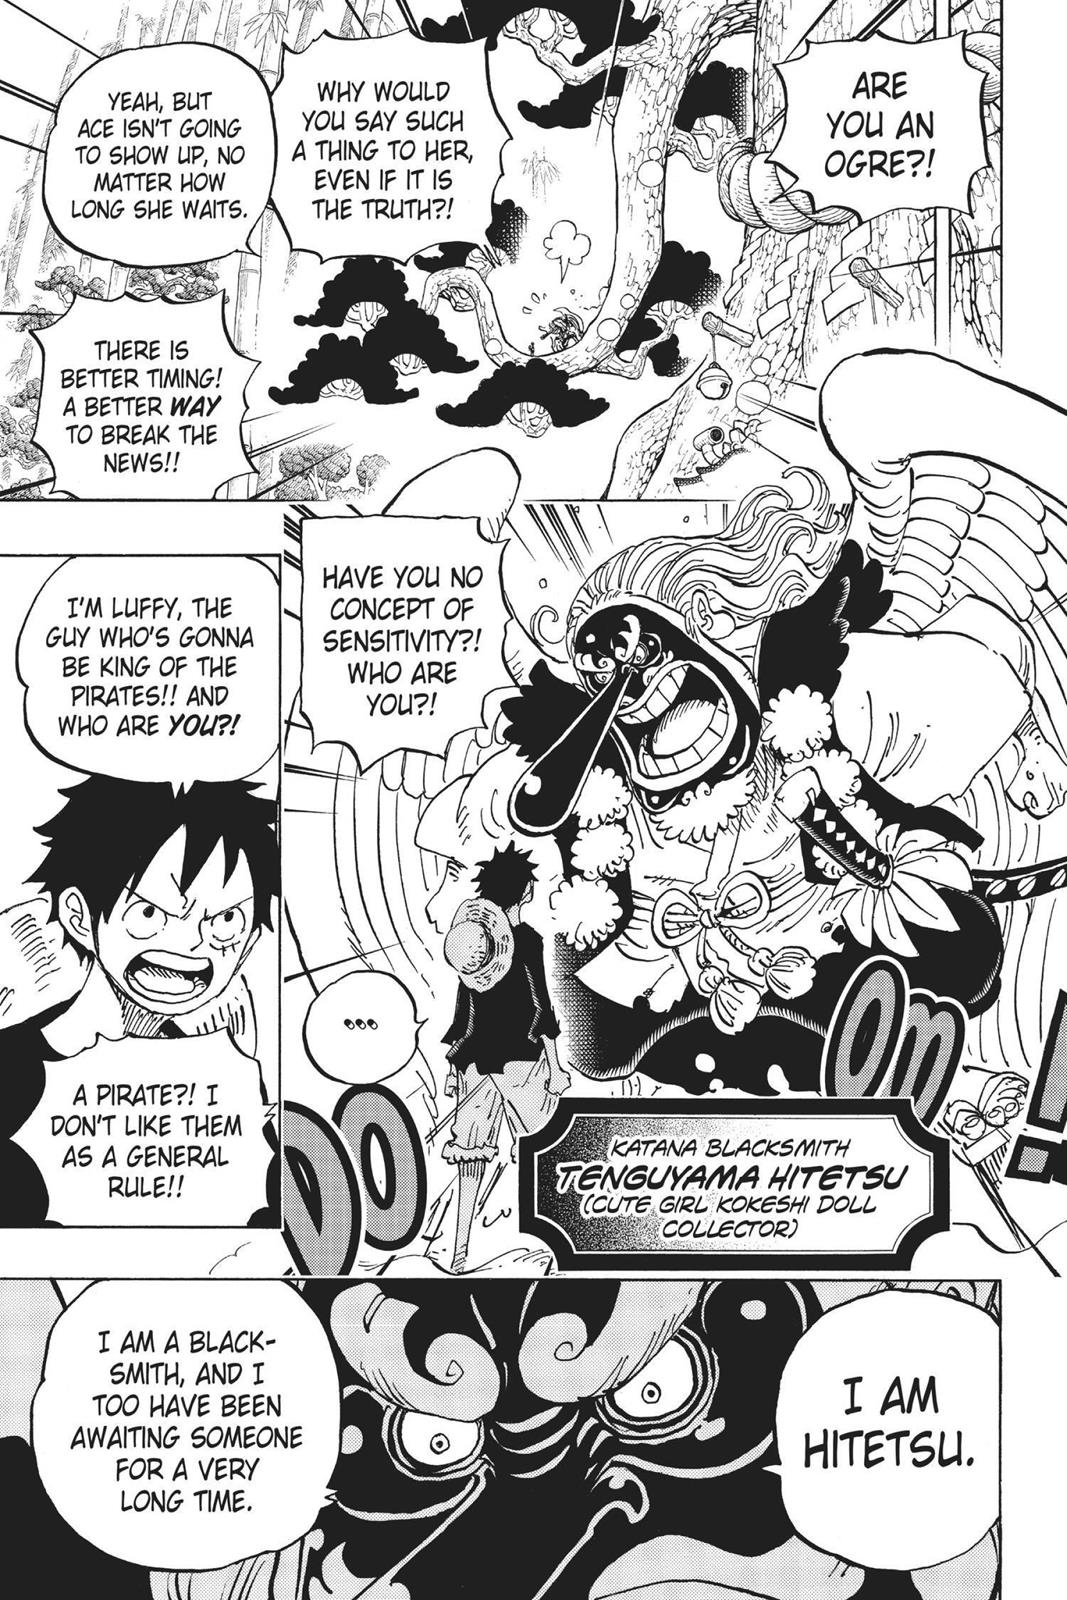 ARE
YOU AN
OGRE?!
WHY WOULD
YOU SAY SUCH
A THING TO HER,
EVEN IF IT IS
THE TRUTH?!
YEAH, BUT
ACE ISN'T GOING
TO SHOW UP, NO
MATTER HOW
LONG SHE WAITS.
THERE IS
BETTER TIMING!
A BETTER WAY
TO BREAK THE
NEWS!!
HAVE YOU NO
CONCEPT OF
SENSITIVITY?!
WHO ARE
YOU?!
...
DO
OM!
KATANA BLACKSMITH
TENGUYAMA HITETSU
(CUTE GIRL KOKESHI DOLL
COLLECTOR)
I'M LUFFY, THE
GUY WHO'S GONNA
BE KING OF THE
PIRATES!! AND
WHO ARE YOU?!
A PIRATE?! I
DON'T LIKE THEM
AS A GENERAL
RULE!!
I AM
HITETSU.
I AM A BLACK-
SMITH, AND I
TOO HAVE BEEN
AWAITING SOMEONE
FOR A VERY
LONG TIME.